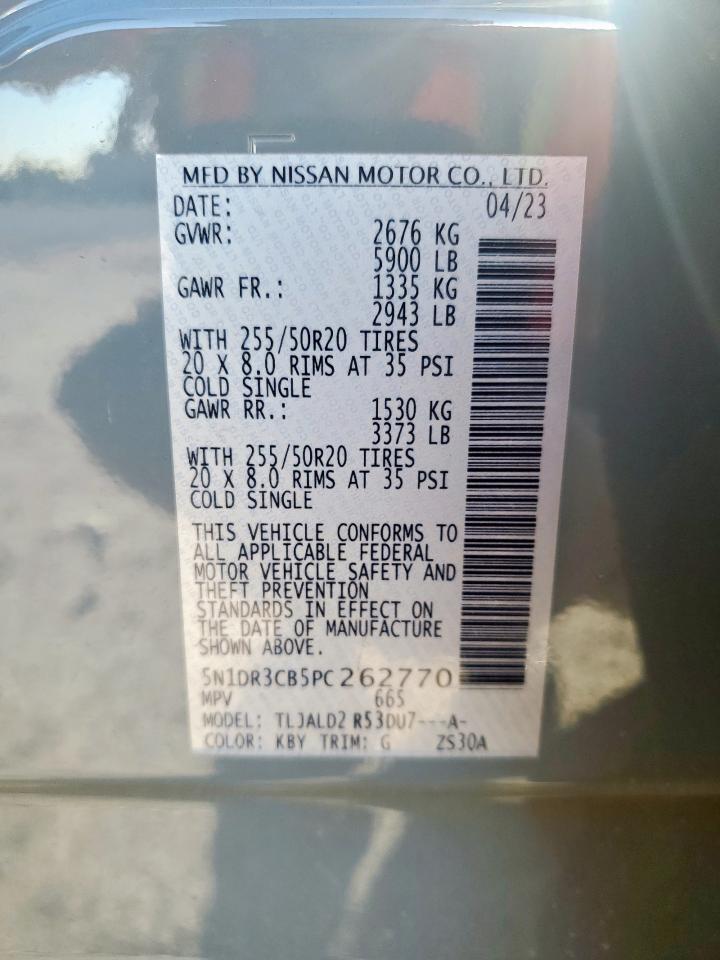 MFD BY NISSAN MOTOR CO., LTD.
DATE: 04/23
GVWR: 2676 KG
5900 LB
GAWR FR.: 1335 KG
2943 LB
WITH 255/50R20 TIRES
20 X 8.0 RIMS AT 35 PSI
COLD SINGLE
GAWR RR.: 1530 KG
3373 LB
WITH 255/50R20 TIRES
20 X 8.0 RIMS AT 35 PSI
COLD SINGLE
THIS VEHICLE CONFORMS TO
ALL APPLICABLE FEDERAL
MOTOR VEHICLE SAFETY AND
THEFT PREVENTION
STANDARDS IN EFFECT ON
THE DATE OF MANUFACTURE
SHOWN ABOVE.
5N1DR3CB5PC262770
MPV 665
MODEL: TLJALD2 R53DU7---A-
COLOR: KBY TRIM: G ZS30A